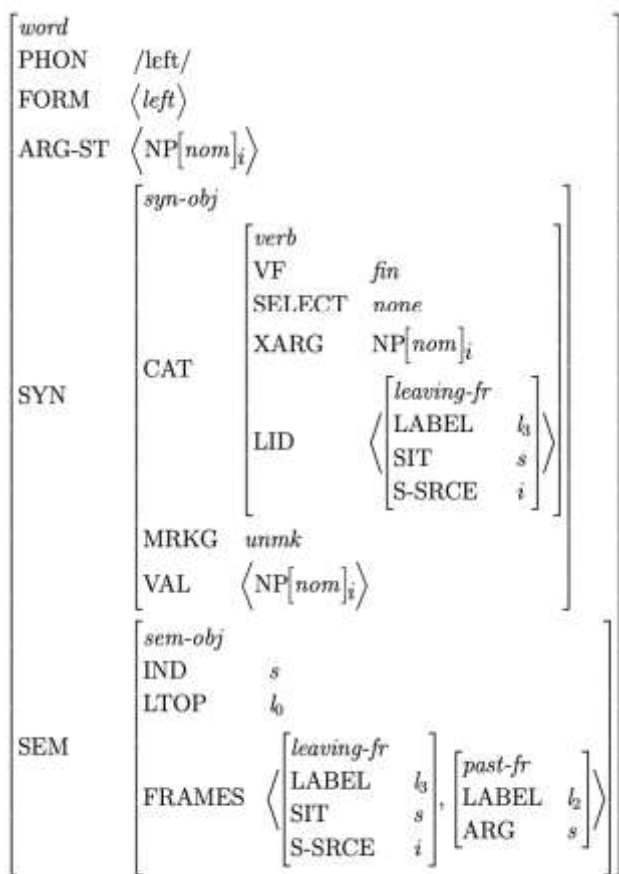 word
PHON /lɛft/
FORM ⟨left⟩
ARG-ST ⟨NP[nom]i⟩
syn-obj
verb
VF fin
SELECT none
XARG NP[nom]i
CAT
leaving-fr
LABEL l3
SYN
LID
SIT s
S-SRCE i
MRKG unmk
VAL ⟨NP[nom]i⟩
sem-obj
IND s
LTOP l0
SEM
leaving-fr
LABEL l3
SIT s
S-SRCE i
FRAMES
past-fr
LABEL l2
ARG s